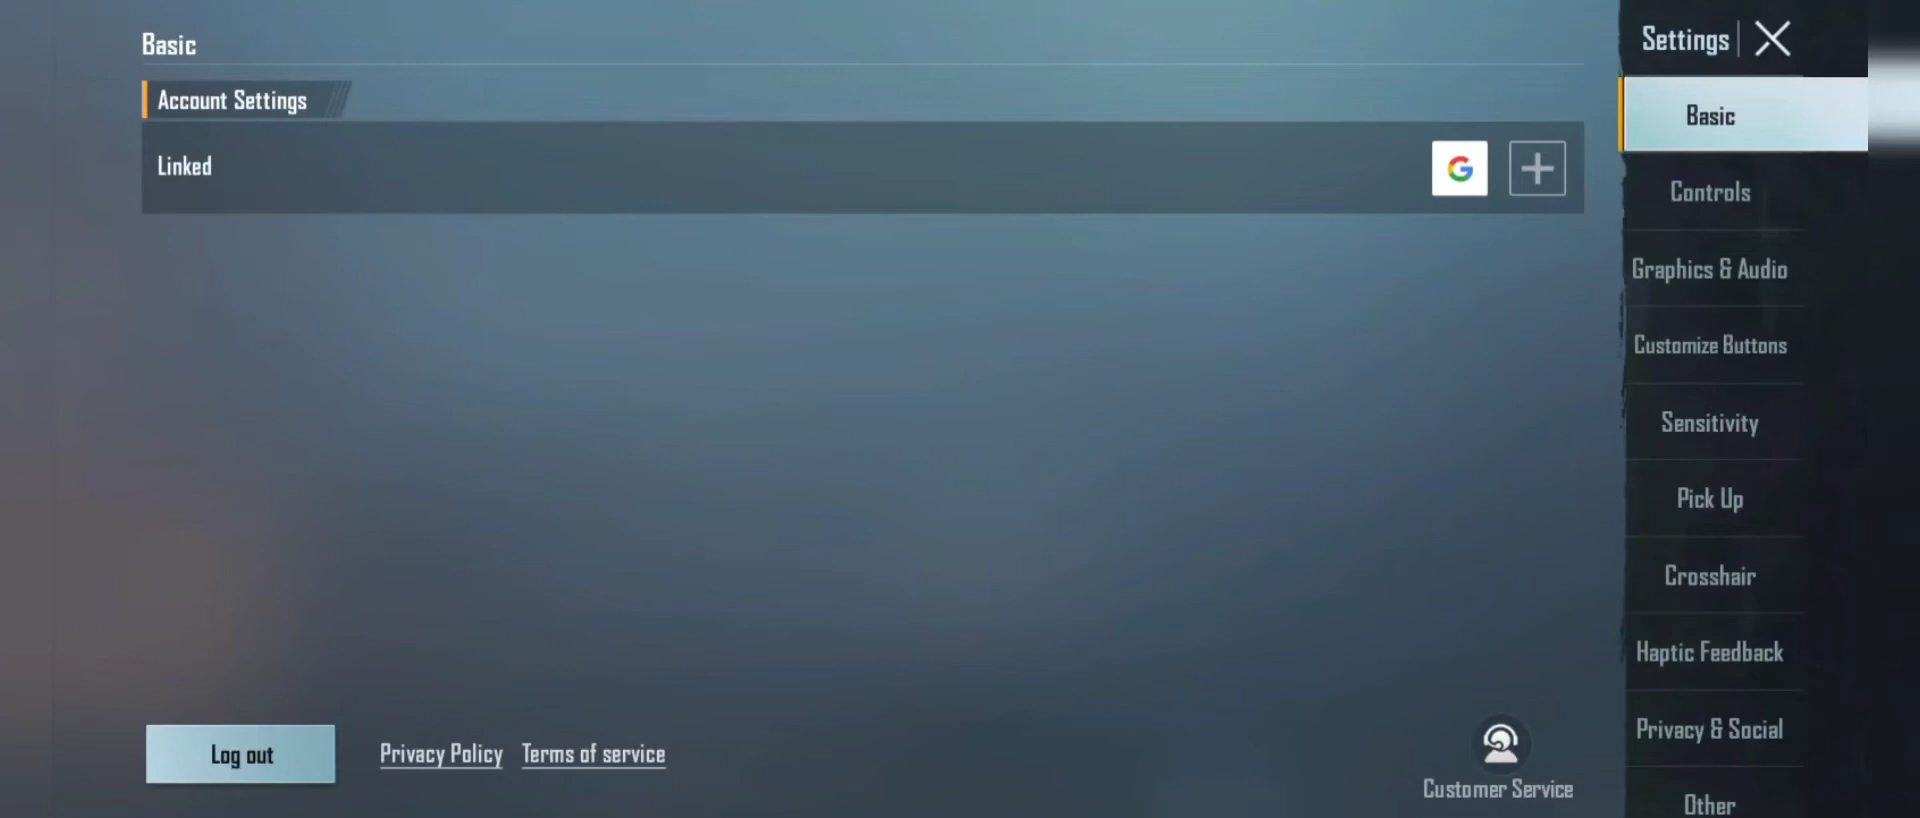 Basic
Account Settings
Linked
Log out
Privacy Policy
Terms of service
Customer Service
Settings
Basic
Controls
Graphics & Audio
Customize Buttons
Sensitivity
Pick Up
Crosshair
Haptic Feedback
Privacy & Social
Other